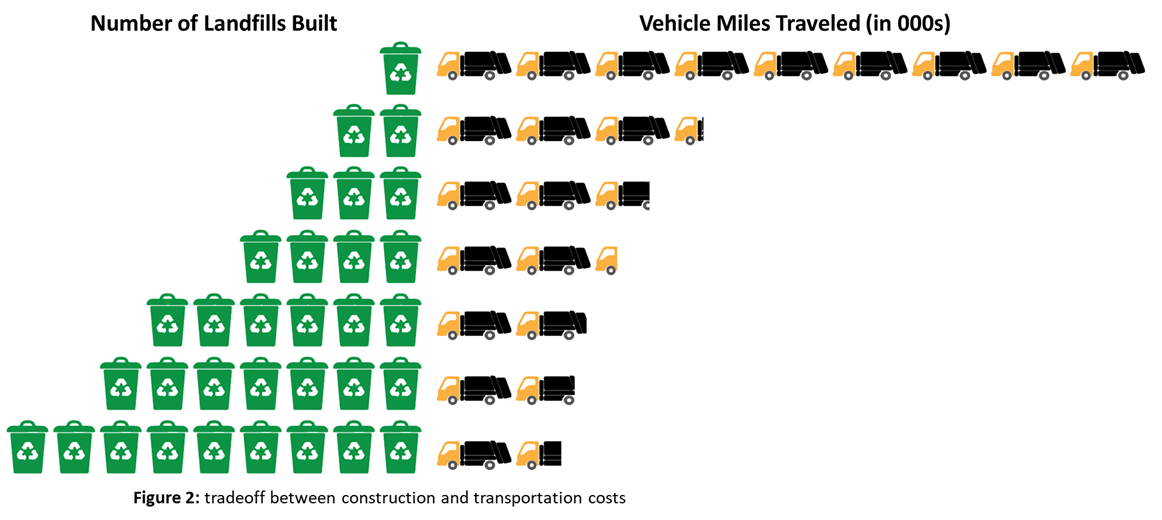 Number of Landfills Built
Vehicle Miles Traveled (in 000s)
Figure 2: tradeoff between construction and transportation costs